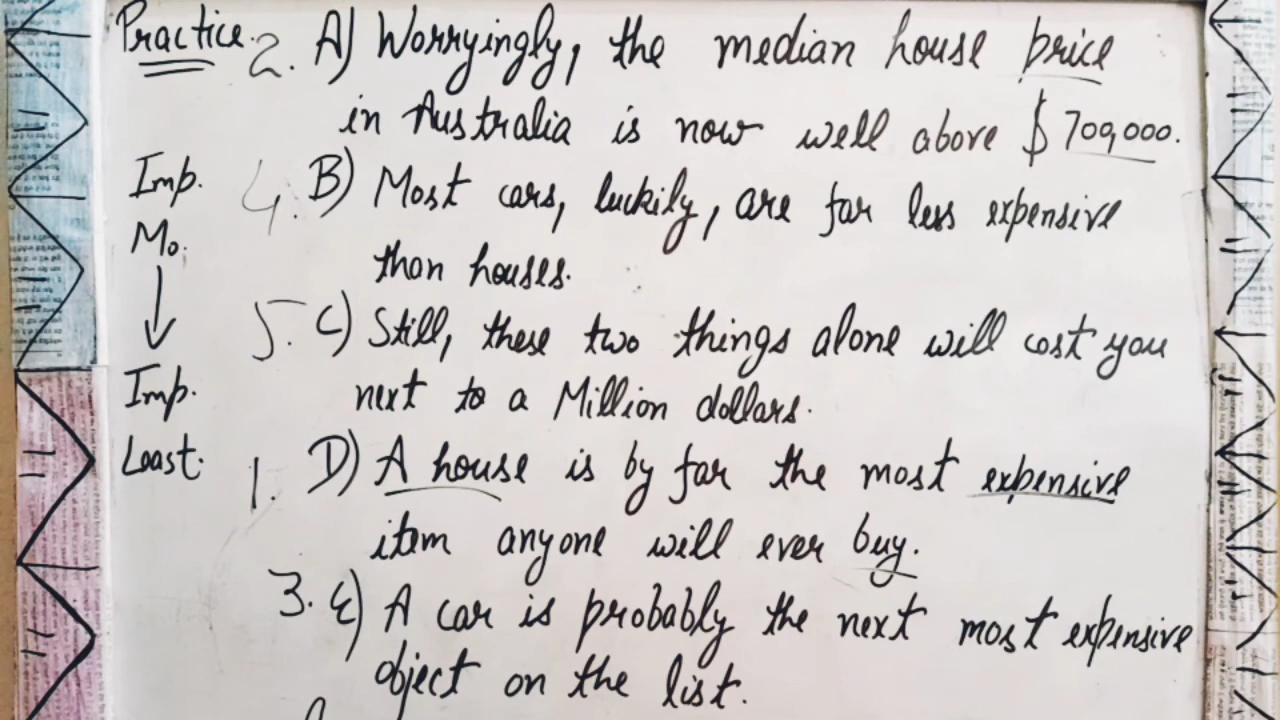 Practice. 2. A) Worryingly, the median house price
in Australia is now well above $ 700,000.
Imp. 4. B) Most cars, luckily, are far less expensive
Mo. than houses.
5. C) Still, these two things alone will cost you
Imp. next to a Million dollars.
Least. 1. D) A house is by far the most expensive
item anyone will ever buy.
3. E) A car is probably the next most expensive
object on the list.